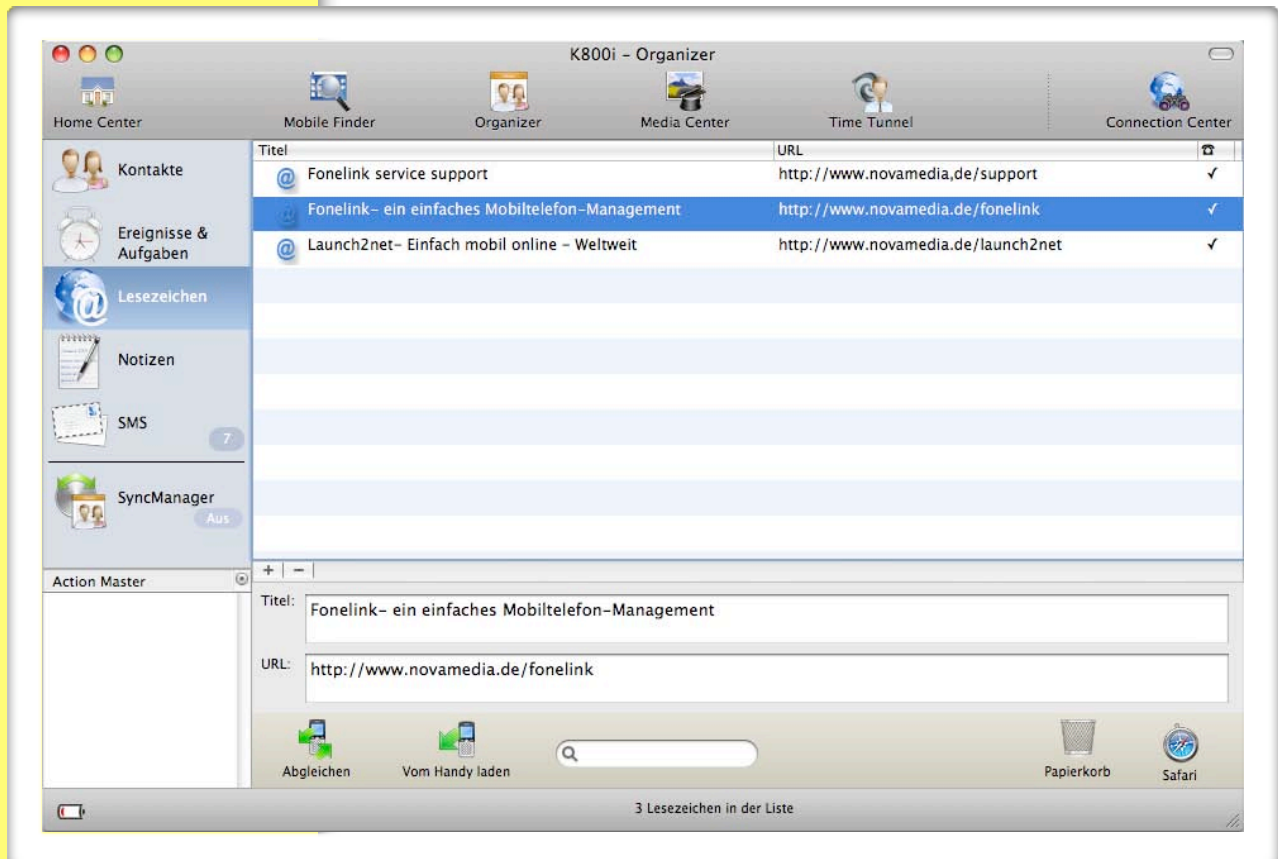 K800i – Organizer
Home Center Mobile Finder Organizer Media Center Time Tunnel Connection Center
Kontakte
Ereignisse &
Aufgaben
Lesezeichen
Notizen
SMS
7
SyncManager
Aus
Action Master
Titel URL
Fonelink service support http://www.novamedia,de/support
Fonelink– ein einfaches Mobiltelefon–Management http://www.novamedia.de/fonelink
Launch2net– Einfach mobil online – Weltweit http://www.novamedia.de/launch2net
+ –
Titel: Fonelink– ein einfaches Mobiltelefon–Management
URL: http://www.novamedia.de/fonelink
Abgleichen Vom Handy laden Papierkorb Safari
3 Lesezeichen in der Liste